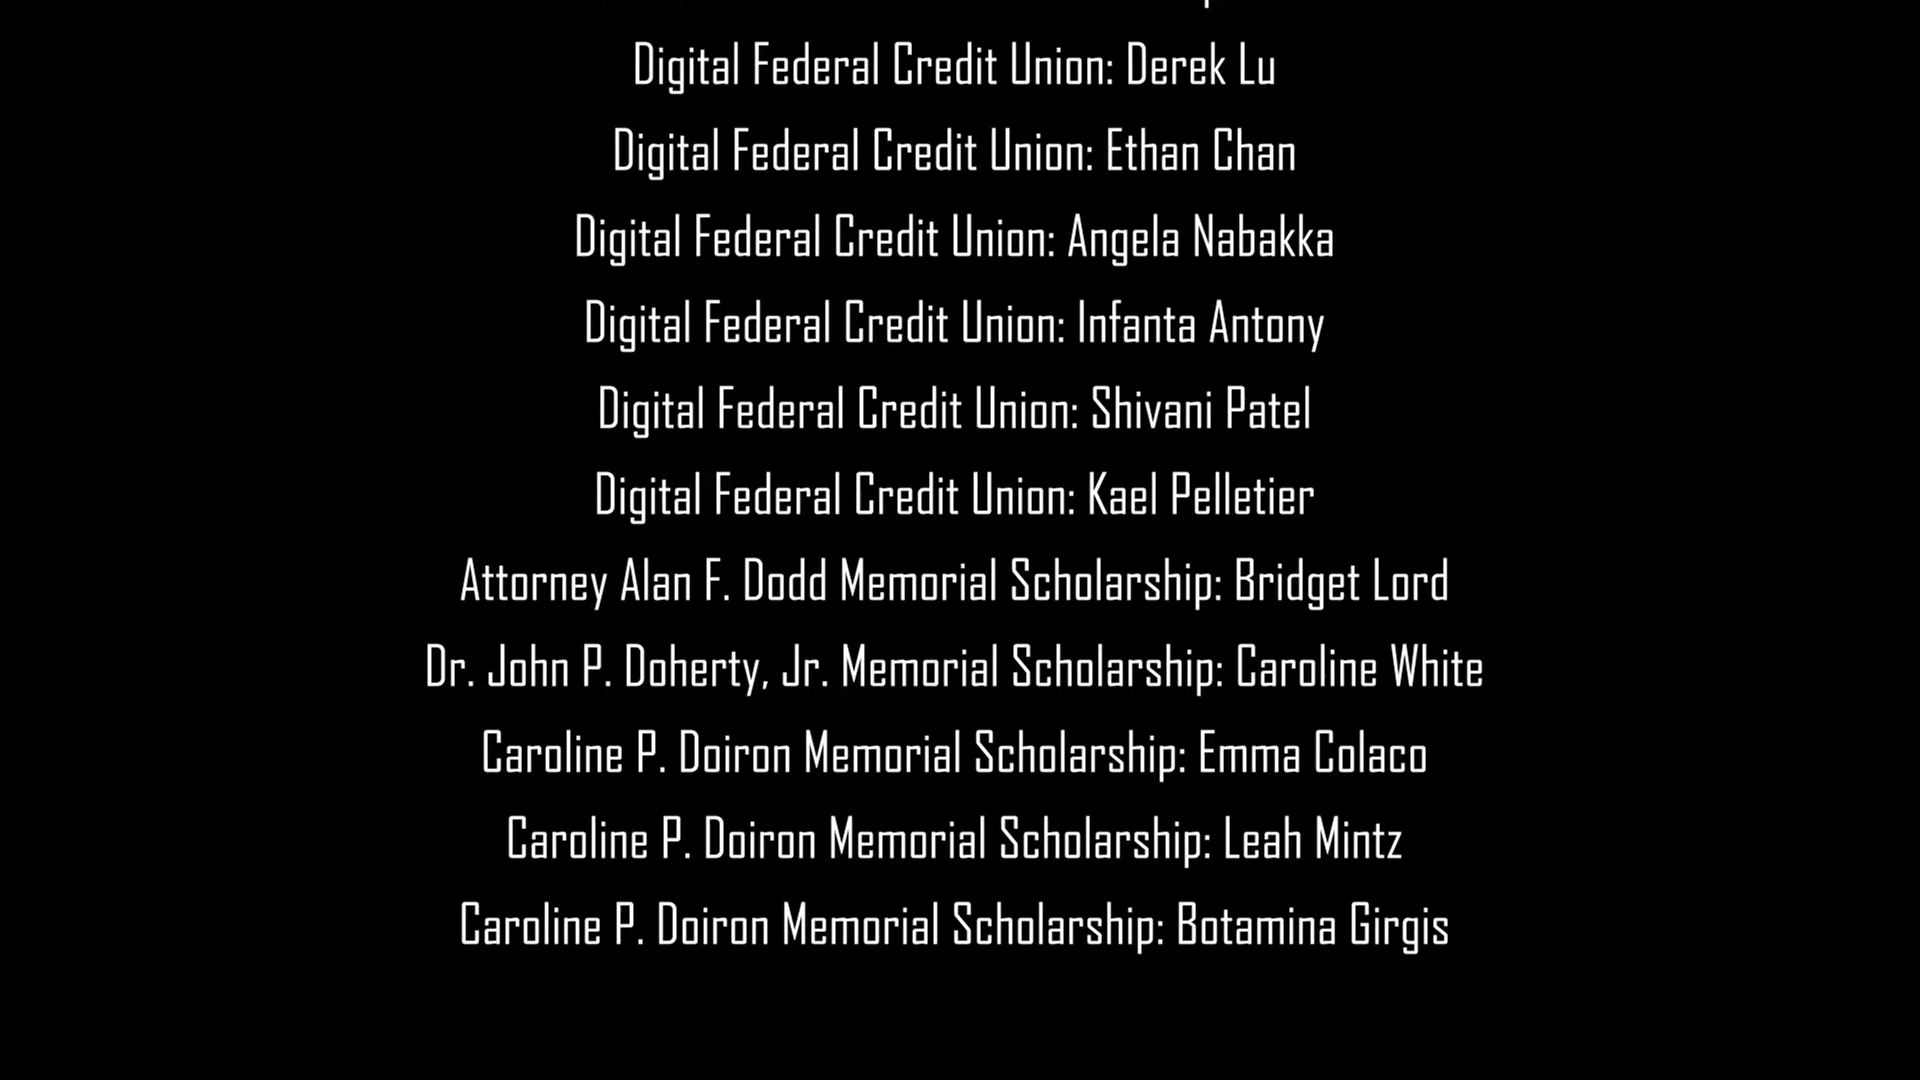 Digital Federal Credit Union: Derek Lu
Digital Federal Credit Union: Ethan Chan
Digital Federal Credit Union: Angela Nabakka
Digital Federal Credit Union: Infanta Antony
Digital Federal Credit Union: Shivani Patel
Digital Federal Credit Union: Kael Pelletier
Attorney Alan F. Dodd Memorial Scholarship: Bridget Lord
Dr. John P. Doherty, Jr. Memorial Scholarship: Caroline White
Caroline P. Doiron Memorial Scholarship: Emma Colaco
Caroline P. Doiron Memorial Scholarship: Leah Mintz
Caroline P. Doiron Memorial Scholarship: Botamina Girgis